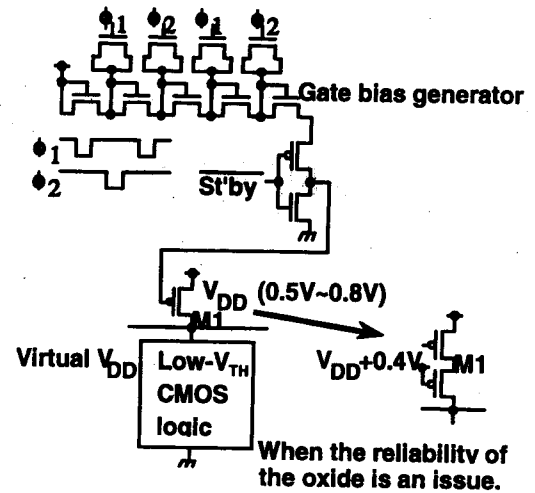 ϕ1 ϕ2 ϕ1 ϕ2
Gate bias generator
ϕ1
ϕ2
St'by
VDD (0.5V~0.8V)
M1
Virtual VDD
Low-VTH
CMOS
logic
VDD+0.4V
M1
When the reliability of
the oxide is an issue.